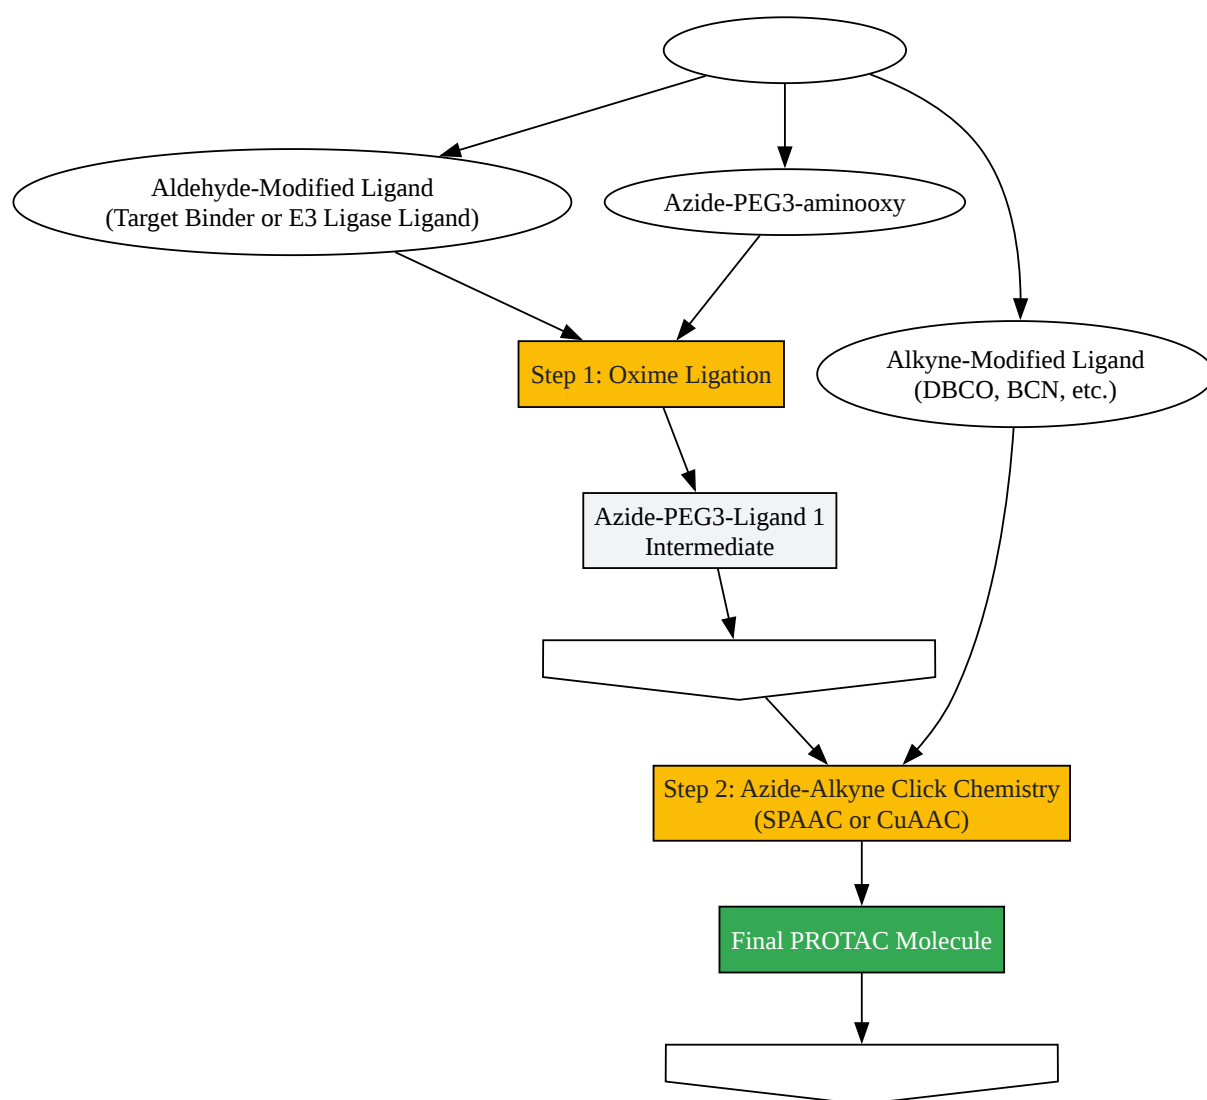 Aldehyde-Modified Ligand
(Target Binder or E3 Ligase Ligand)
Azide-PEG3-aminooxy
Alkyne-Modified Ligand
(DBCO, BCN, etc.)
Step 1: Oxime Ligation
Azide-PEG3-Ligand 1
Intermediate
Step 2: Azide-Alkyne Click Chemistry
(SPAAC or CuAAC)
Final PROTAC Molecule